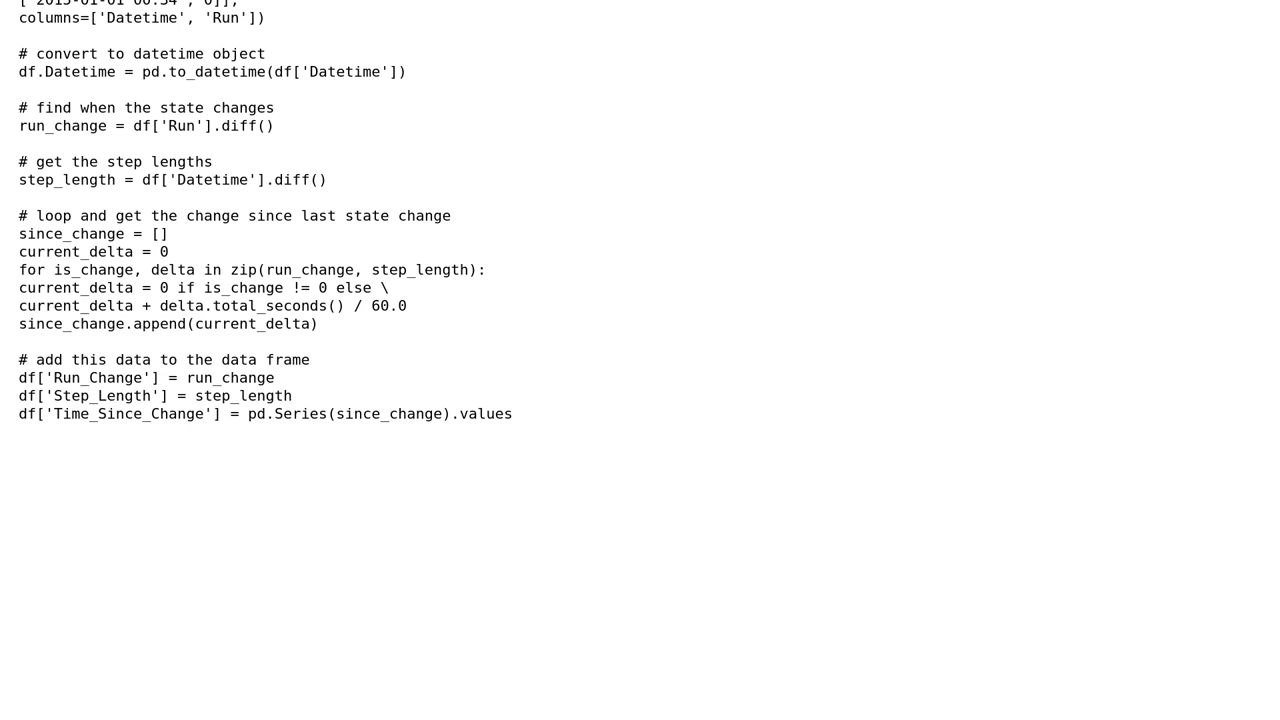 columns=['Datetime', 'Run'])

# convert to datetime object
df.Datetime = pd.to_datetime(df['Datetime'])

# find when the state changes
run_change = df['Run'].diff()

# get the step lengths
step_length = df['Datetime'].diff()

# loop and get the change since last state change
since_change = []
current_delta = 0
for is_change, delta in zip(run_change, step_length):
current_delta = 0 if is_change != 0 else \
current_delta + delta.total_seconds() / 60.0
since_change.append(current_delta)

# add this data to the data frame
df['Run_Change'] = run_change
df['Step_Length'] = step_length
df['Time_Since_Change'] = pd.Series(since_change).values